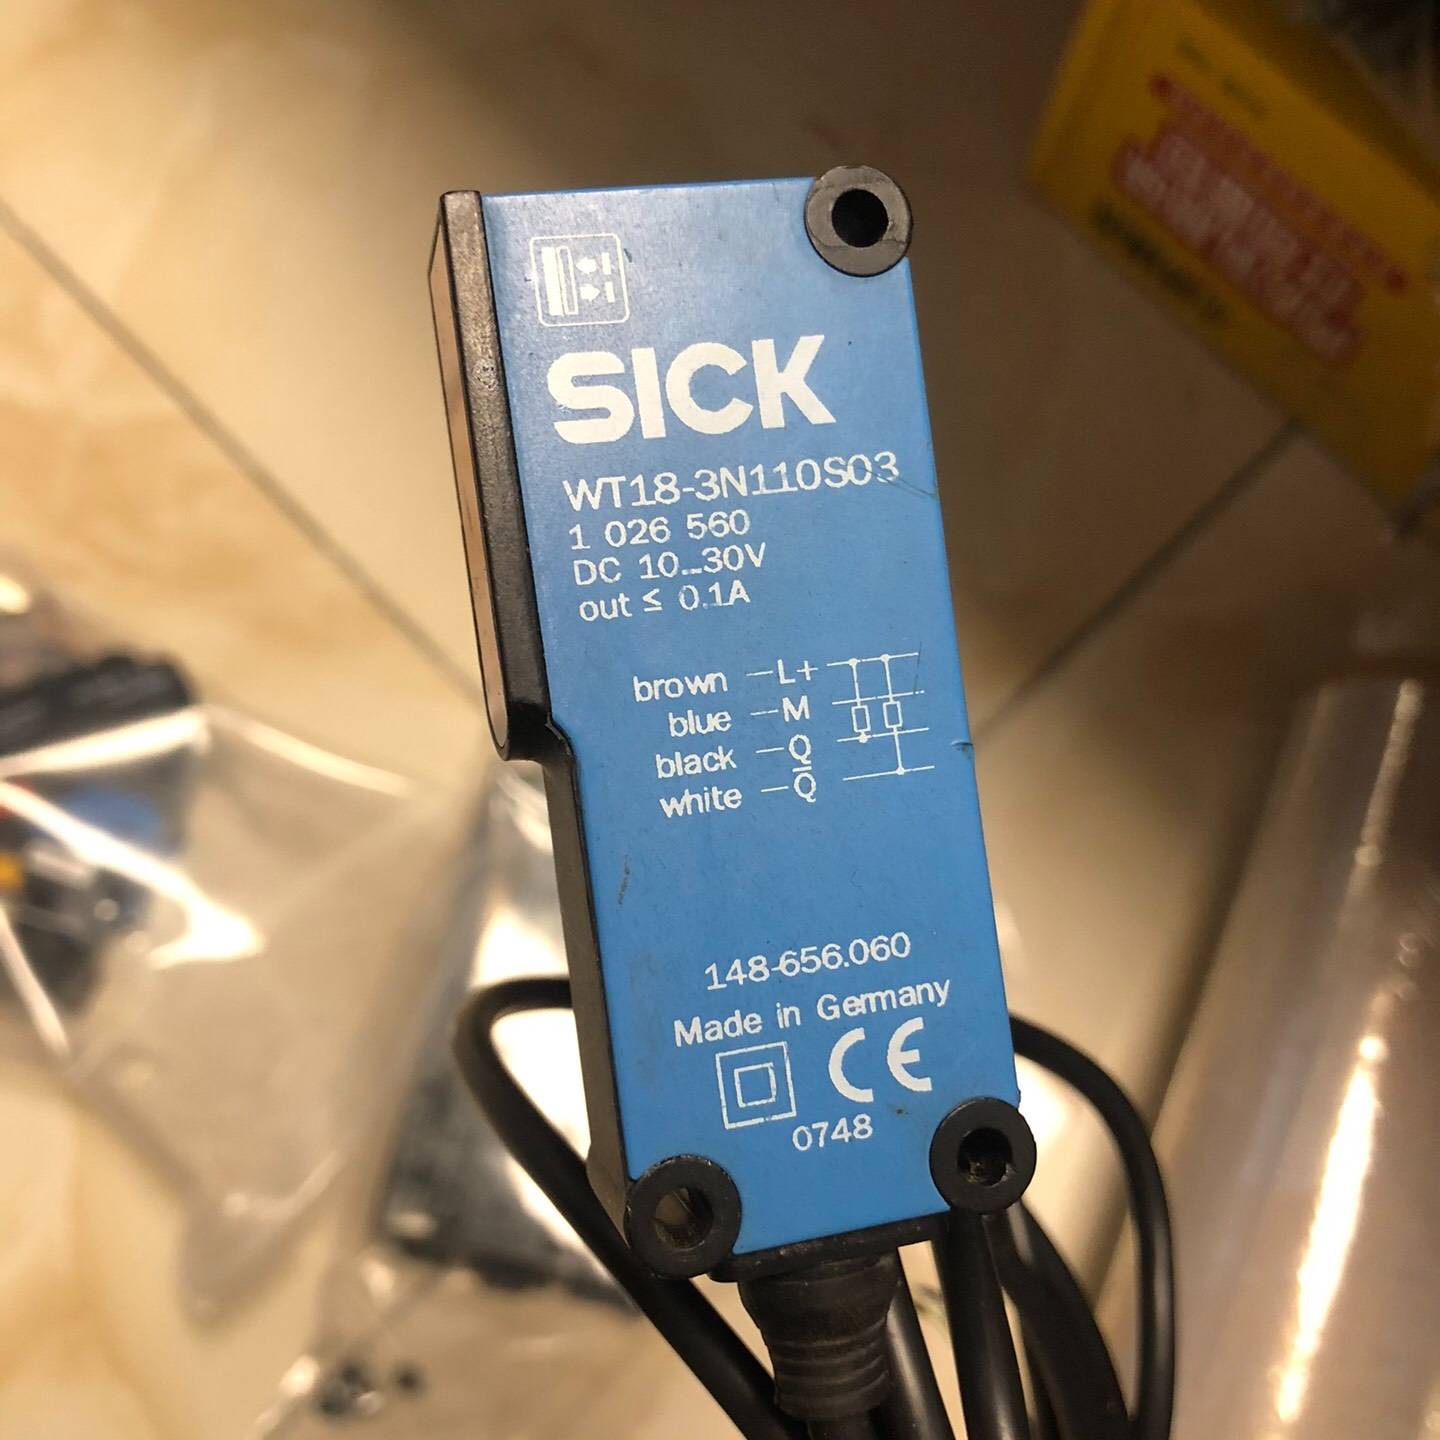 SICK
WT18-3N110S03
1 026 560
DC 10...30V
out ≤ 0.1A
brown —L+
blue —M
black —Q
white —Q̅
148-656.060
Made in Germany
CE
0748